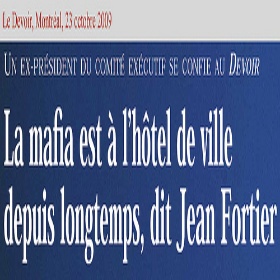 Le Devoir, Montréal, 23 octobre 2009
UN EX-PRÉSIDENT DU COMITÉ EXÉCUTIF SE CONFIE AU DEVOIR
La mafia est à l'hôtel de ville
depuis longtemps, dit Jean Fortier